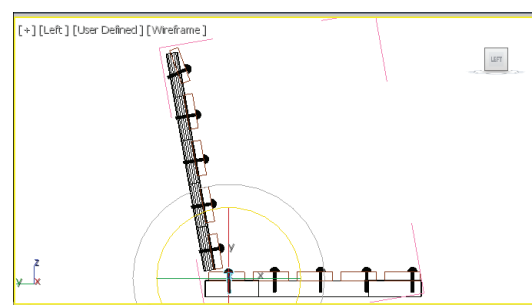 [+] [Left] [User Defined] [Wireframe]
LEFT
y
x
z
y
x